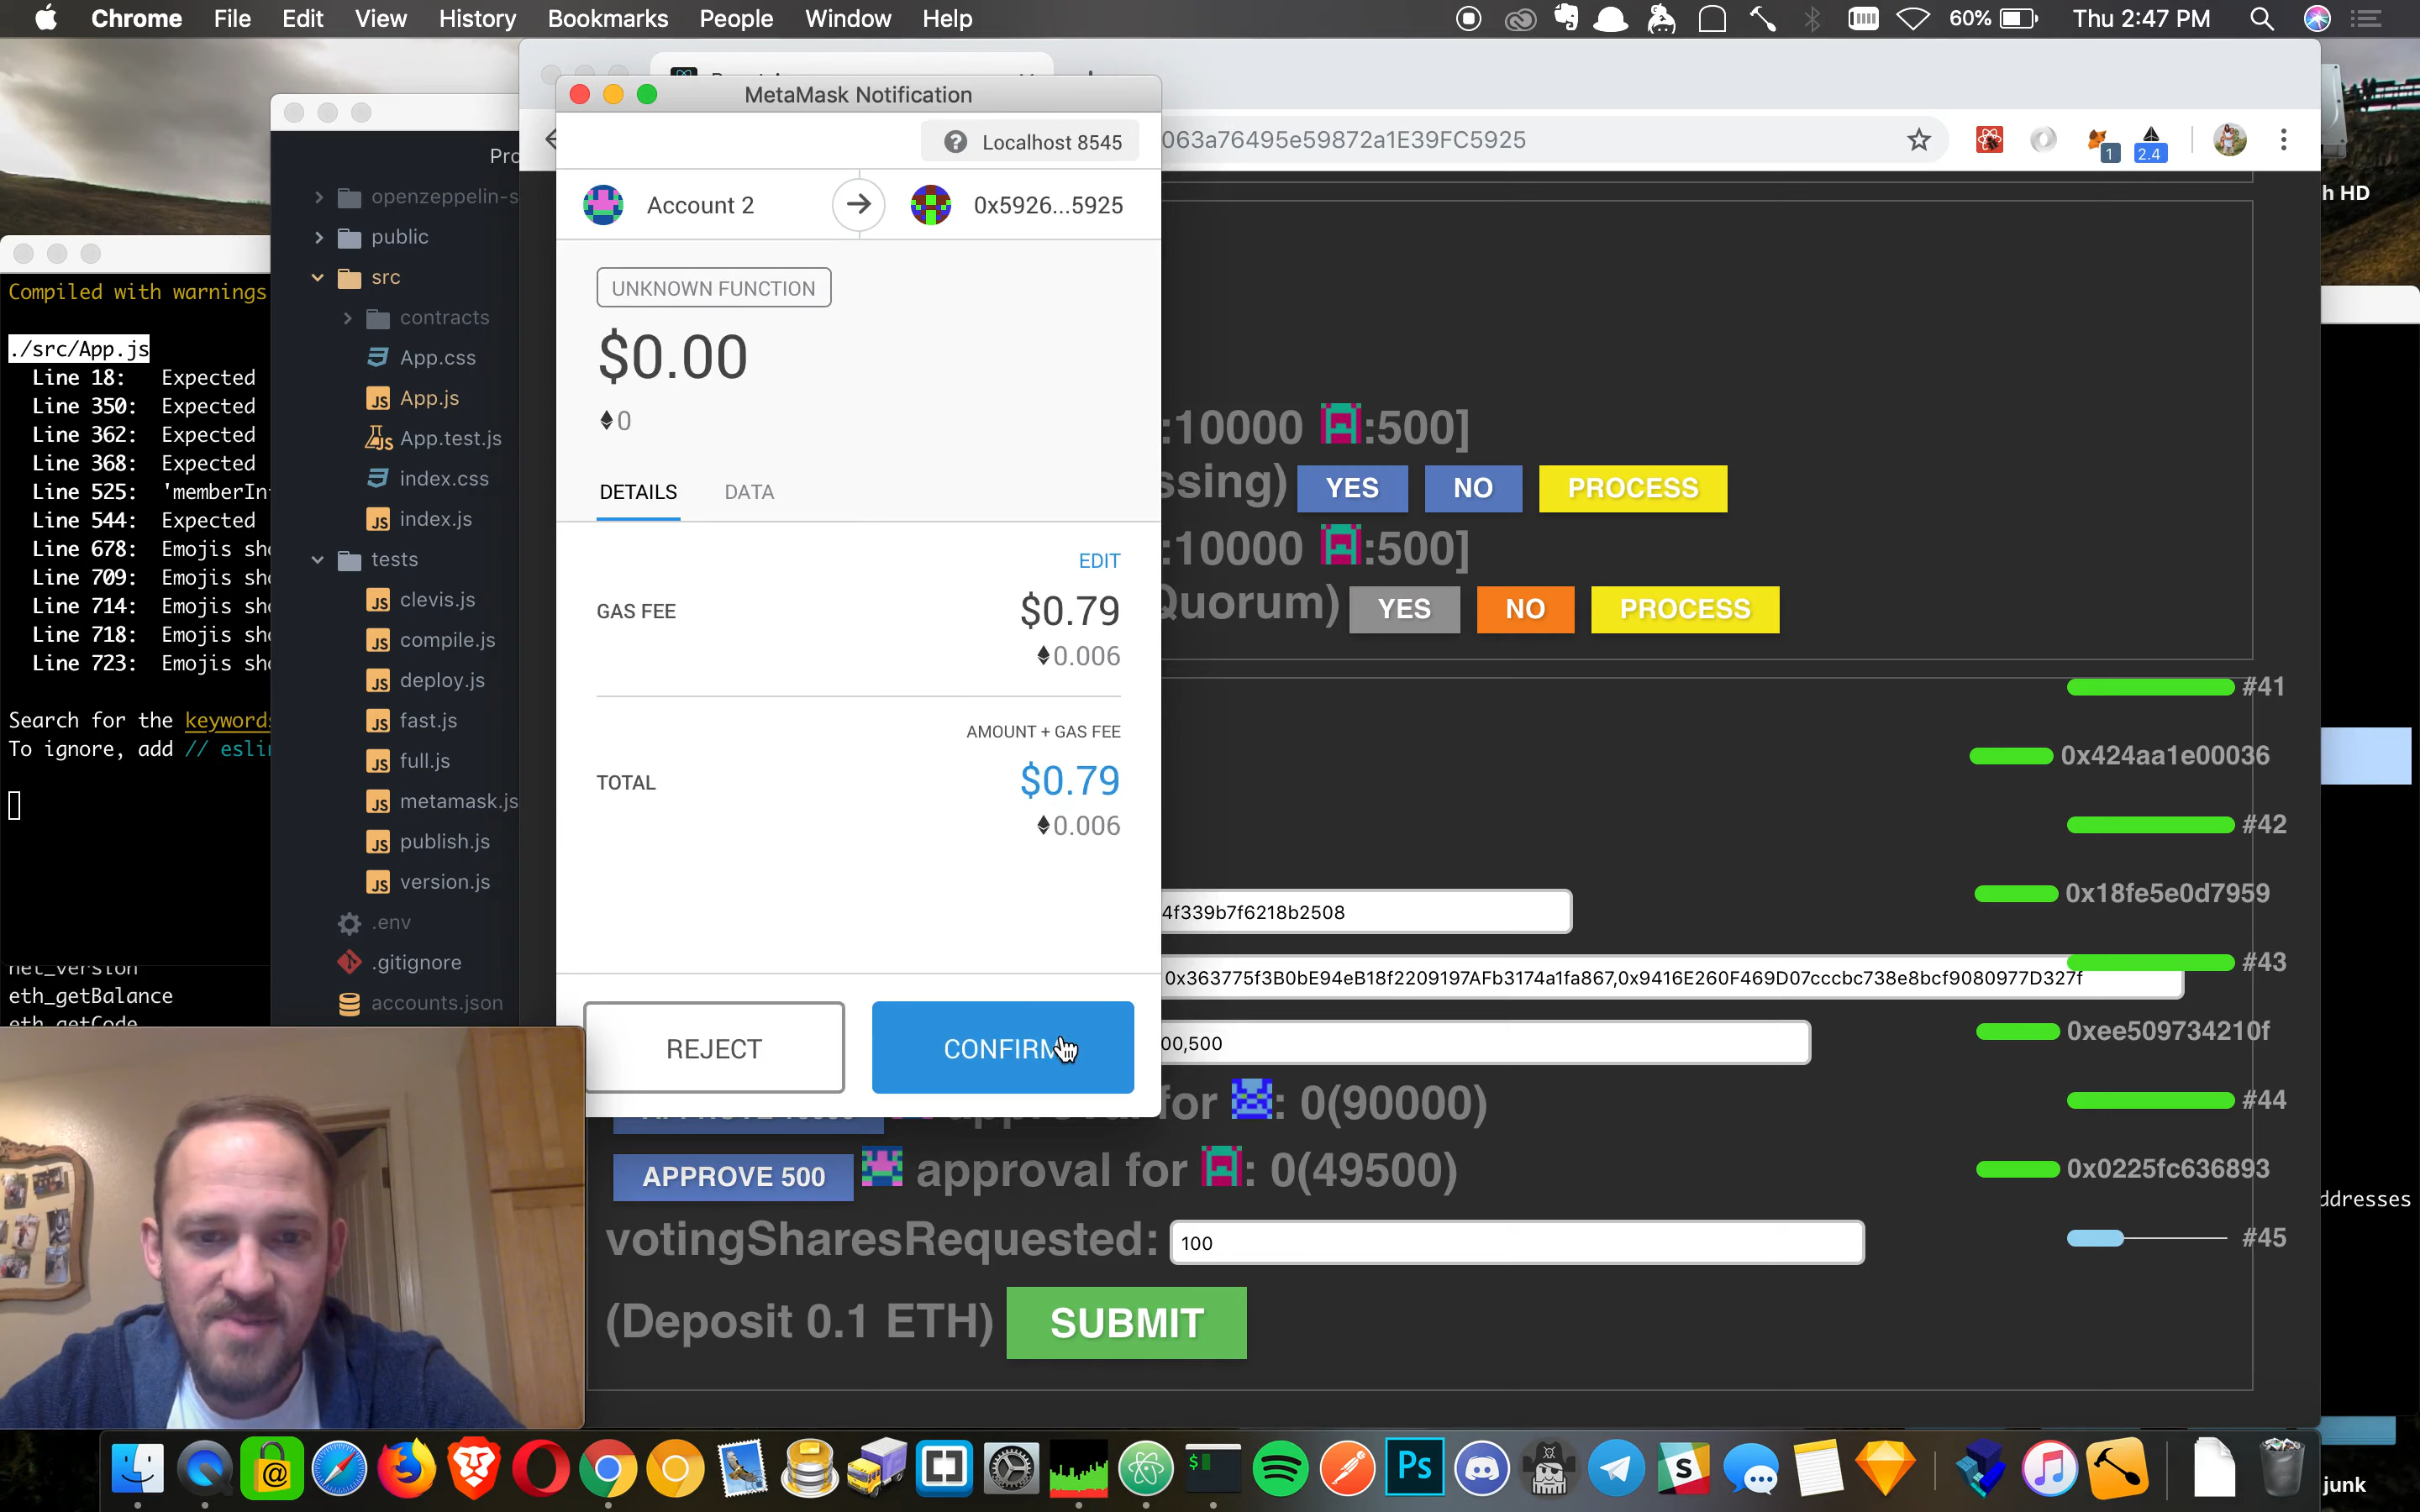 Chrome File Edit View History Bookmarks People Window Help
60% Thu 2:47 PM
MetaMask Notification
Localhost 8545
063a76495e59872a1E39FC5925
1
2.4
h HD
Account 2
0x5926...5925
UNKNOWN FUNCTION
$0.00
0
DETAILS DATA
EDIT
GAS FEE
$0.79
0.006
AMOUNT + GAS FEE
TOTAL
$0.79
0.006
REJECT
CONFIRM
Compiled with warnings
./src/App.js
Line 18: Expected
Line 350: Expected
Line 362: Expected
Line 368: Expected
Line 525: 'memberIn
Line 544: Expected
Line 678: Emojis sh
Line 709: Emojis sh
Line 714: Emojis sh
Line 718: Emojis sh
Line 723: Emojis sh
Search for the keywords
To ignore, add // esli
net_version
eth_getBalance
eth_getCode
Pro
openzeppelin-s
public
src
contracts
App.css
App.js
App.test.js
index.css
index.js
tests
clevis.js
compile.js
deploy.js
fast.js
full.js
metamask.js
publish.js
version.js
.env
.gitignore
accounts.json
:10000 :500]
ssing) YES NO PROCESS
:10000 :500]
Quorum) YES NO PROCESS
#41
0x424aa1e00036
#42
0x18fe5e0d7959
4f339b7f6218b2508
#43
0x363775f3B0bE94eB18f2209197AFb3174a1fa867,0x9416E260F469D07cccbc738e8bcf9080977D327f
0xee509734210f
00,500
#44
for : 0(90000)
0x0225fc636893
APPROVE 500 approval for : 0(49500)
ddresses
votingSharesRequested: 100
#45
(Deposit 0.1 ETH) SUBMIT
junk